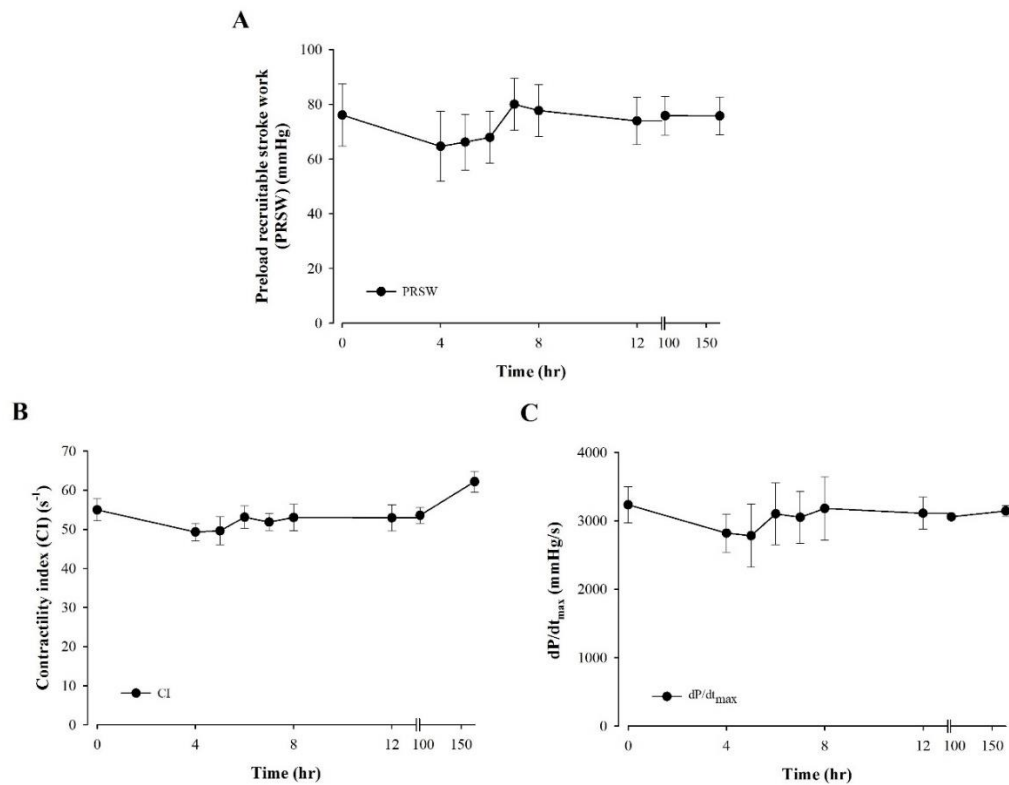 A
Preload recruitable stroke work
(PRSW) (mmHg)
100
80
60
40
20
0
PRSW
0 4 8 12 100 150
Time (hr)
B
Contractility index (CI) (s⁻¹)
70
60
50
40
30
20
10
0
CI
0 4 8 12 100 150
Time (hr)
C
dP/dtₘₐₓ (mmHg/s)
4000
3000
2000
1000
0
dP/dtₘₐₓ
0 4 8 12 100 150
Time (hr)